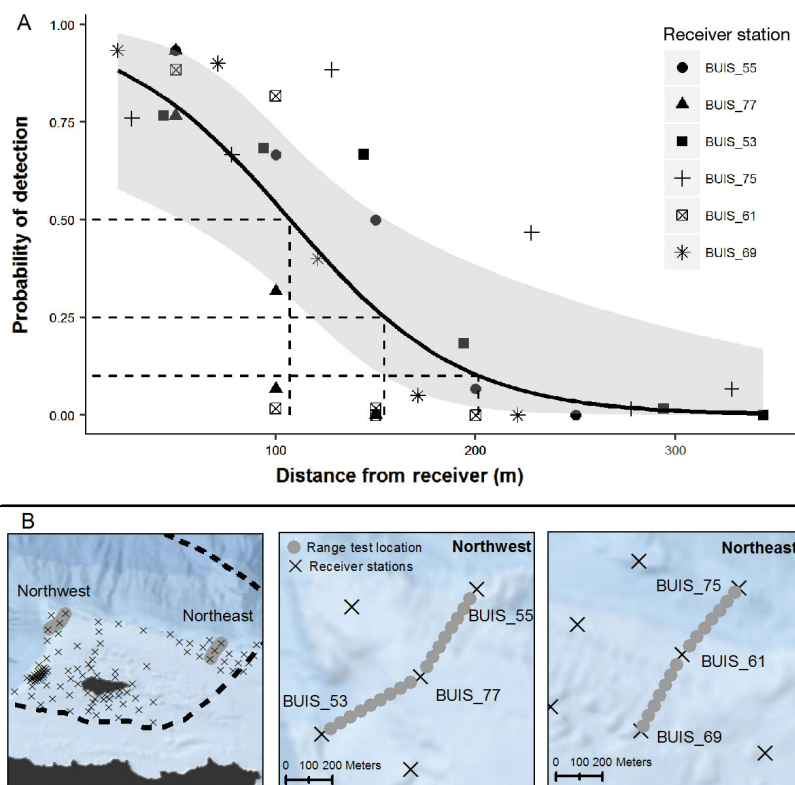 A
1.00
0.75
0.50
0.25
0.00
Probability of detection
100
200
300
Distance from receiver (m)
Receiver station
BUIS_55
BUIS_77
BUIS_53
BUIS_75
BUIS_61
BUIS_69
B
Northwest
Northeast
Range test location
Receiver stations
Northwest
BUIS_55
BUIS_53
BUIS_77
0 100 200 Meters
Northeast
BUIS_75
BUIS_61
BUIS_69
0 100 200 Meters